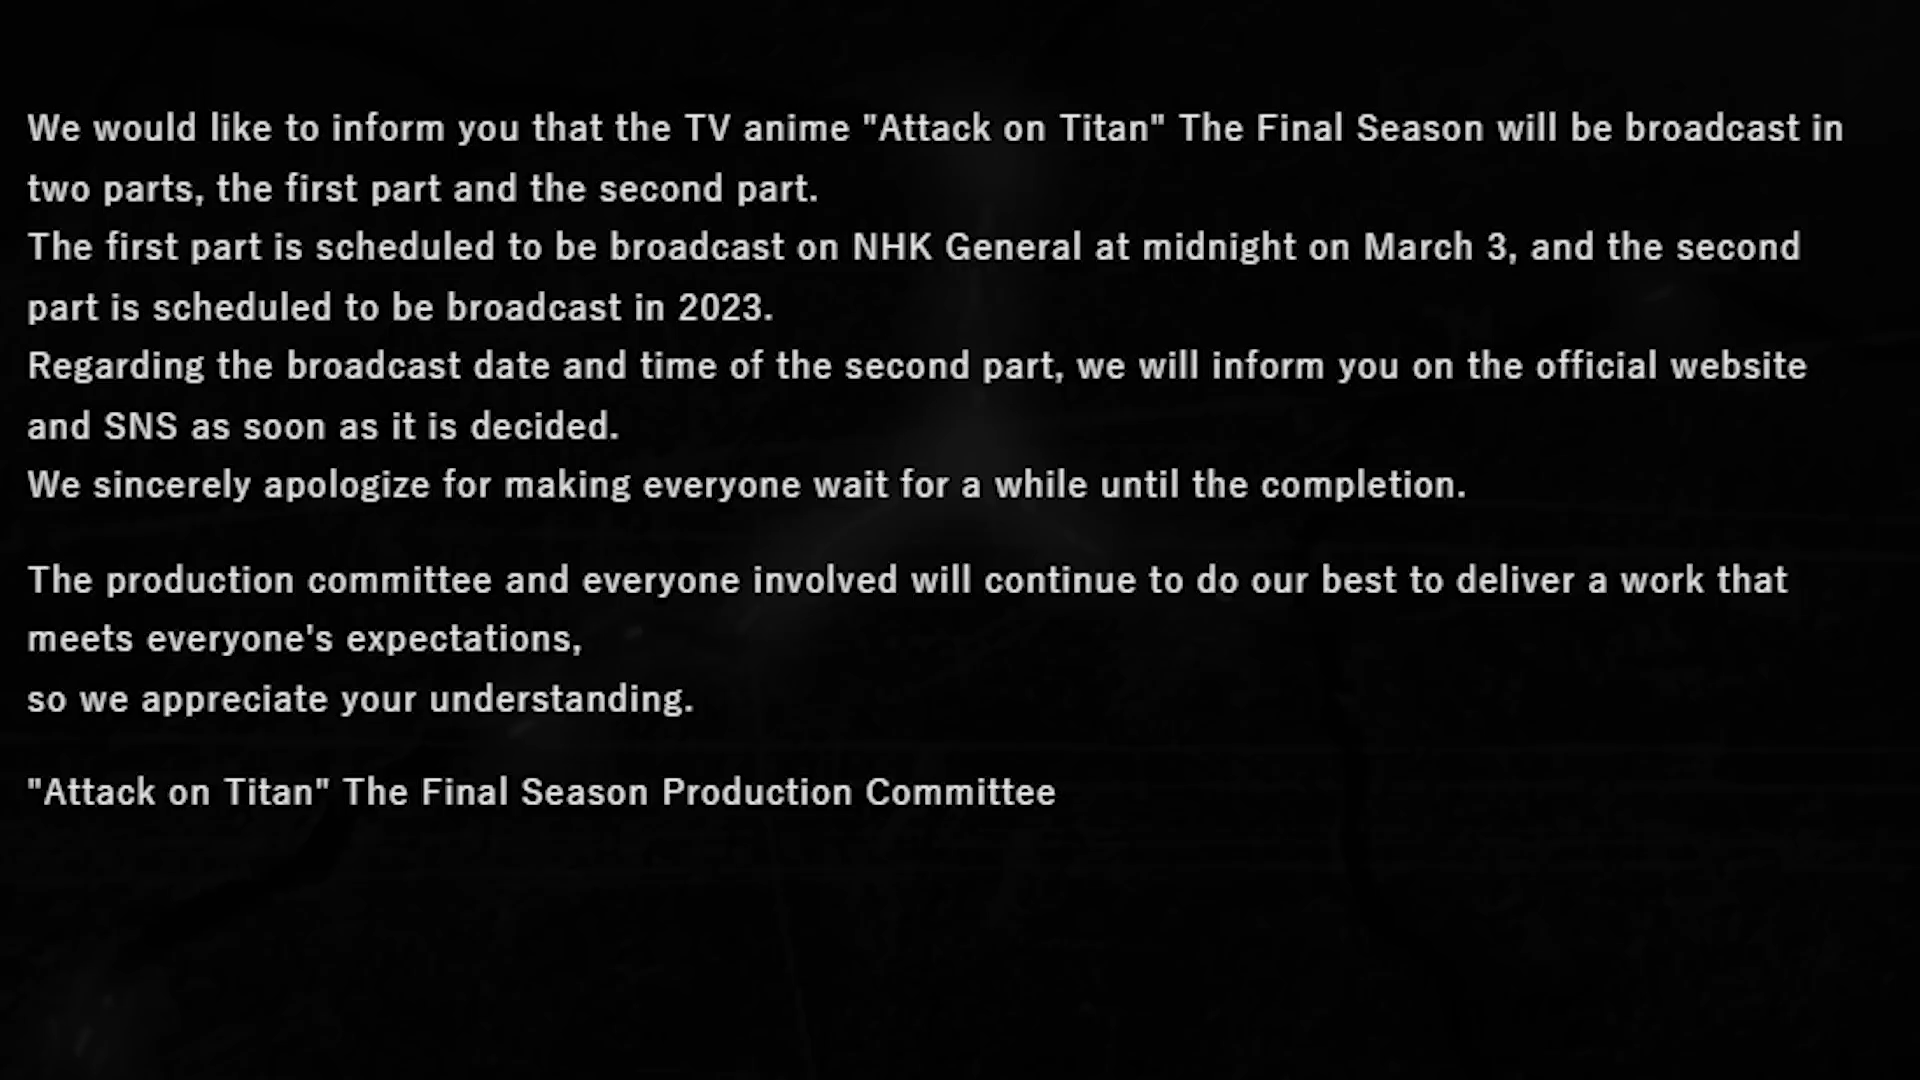 We would like to inform you that the TV anime "Attack on Titan" The Final Season will be broadcast in
two parts, the first part and the second part.
The first part is scheduled to be broadcast on NHK General at midnight on March 3, and the second
part is scheduled to be broadcast in 2023.
Regarding the broadcast date and time of the second part, we will inform you on the official website
and SNS as soon as it is decided.
We sincerely apologize for making everyone wait for a while until the completion.
The production committee and everyone involved will continue to do our best to deliver a work that
meets everyone's expectations,
so we appreciate your understanding.
"Attack on Titan" The Final Season Production Committee